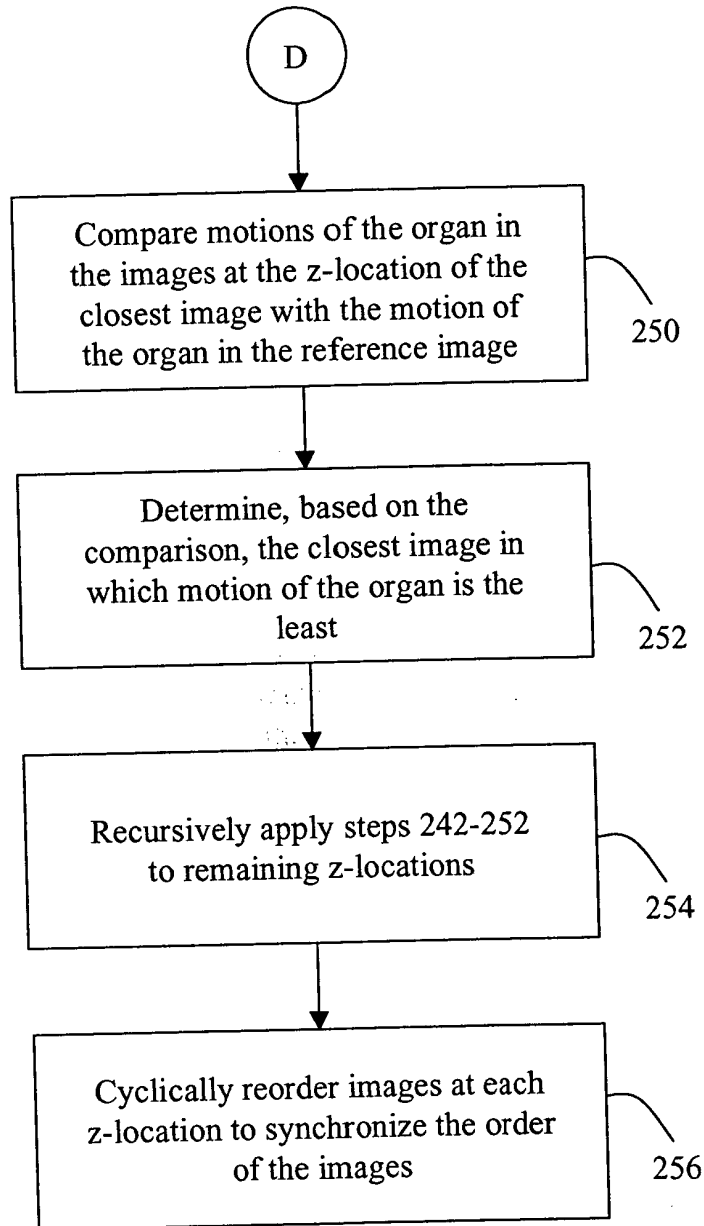 D
Compare motions of the organ in
the images at the z-location of the
closest image with the motion of
the organ in the reference image
250
Determine, based on the
comparison, the closest image in
which motion of the organ is the
least
252
Recursively apply steps 242-252
to remaining z-locations
254
Cyclically reorder images at each
z-location to synchronize the order
of the images
256